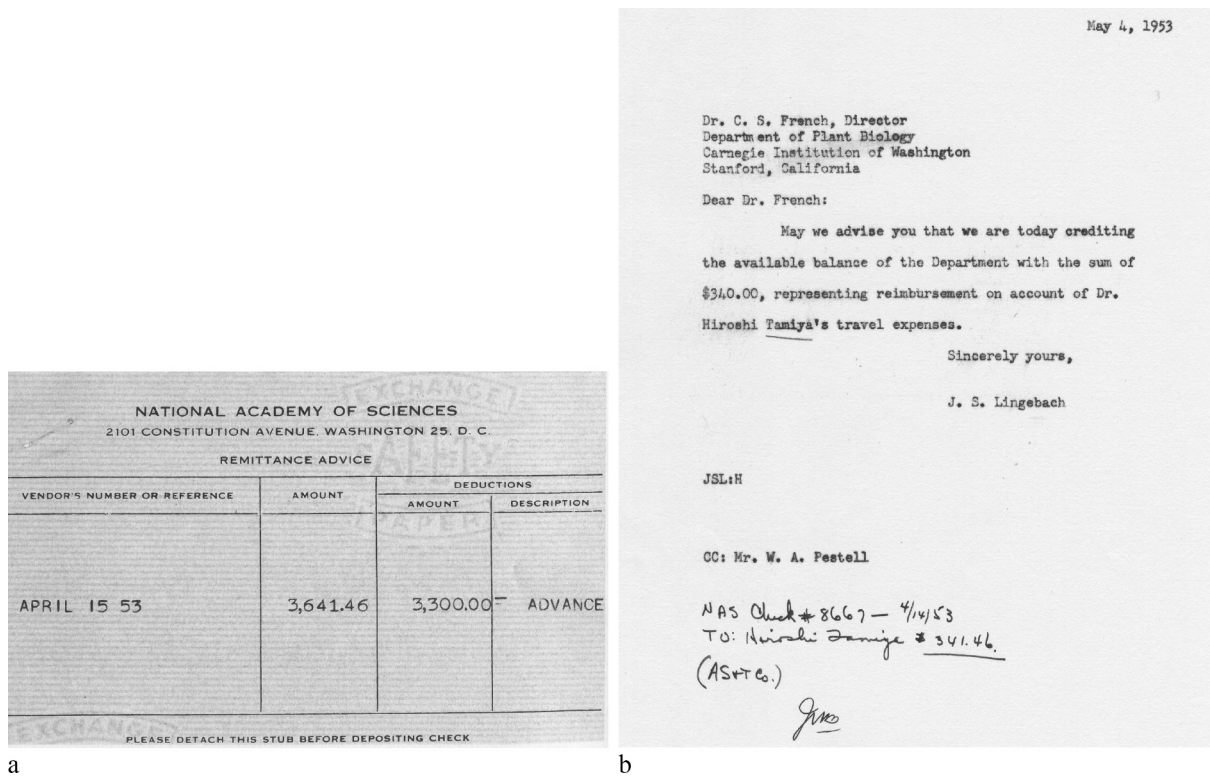 EXCHANGE
SAFETY
PAPER
NATIONAL ACADEMY OF SCIENCES
2101 CONSTITUTION AVENUE, WASHINGTON 25, D. C.
REMITTANCE ADVICE
VENDOR'S NUMBER OR REFERENCE
AMOUNT
DEDUCTIONS
AMOUNT
DESCRIPTION
APRIL 15 53 3,641.46 3,300.00= ADVANCE
EXCHANGE
PLEASE DETACH THIS STUB BEFORE DEPOSITING CHECK
a
May 4, 1953
Dr. C. S. French, Director
Department of Plant Biology
Carnegie Institution of Washington
Stanford, California
Dear Dr. French:
May we advise you that we are today crediting
the available balance of the Department with the sum of
$340.00, representing reimbursement on account of Dr.
Hiroshi Tamiya's travel expenses.
Sincerely yours,
J. S. Lingebach
JSL:H
CC: Mr. W. A. Pestell
NAS Check # 8667 — 4/14/53
TO: Hiroshi Tamiya $ 341.46.
(AS+T Co.)
b